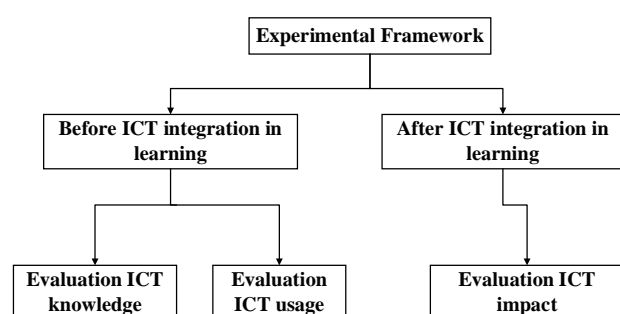 Experimental Framework
Before ICT integration in
learning
After ICT integration in
learning
Evaluation ICT
knowledge
Evaluation
ICT usage
Evaluation ICT
impact